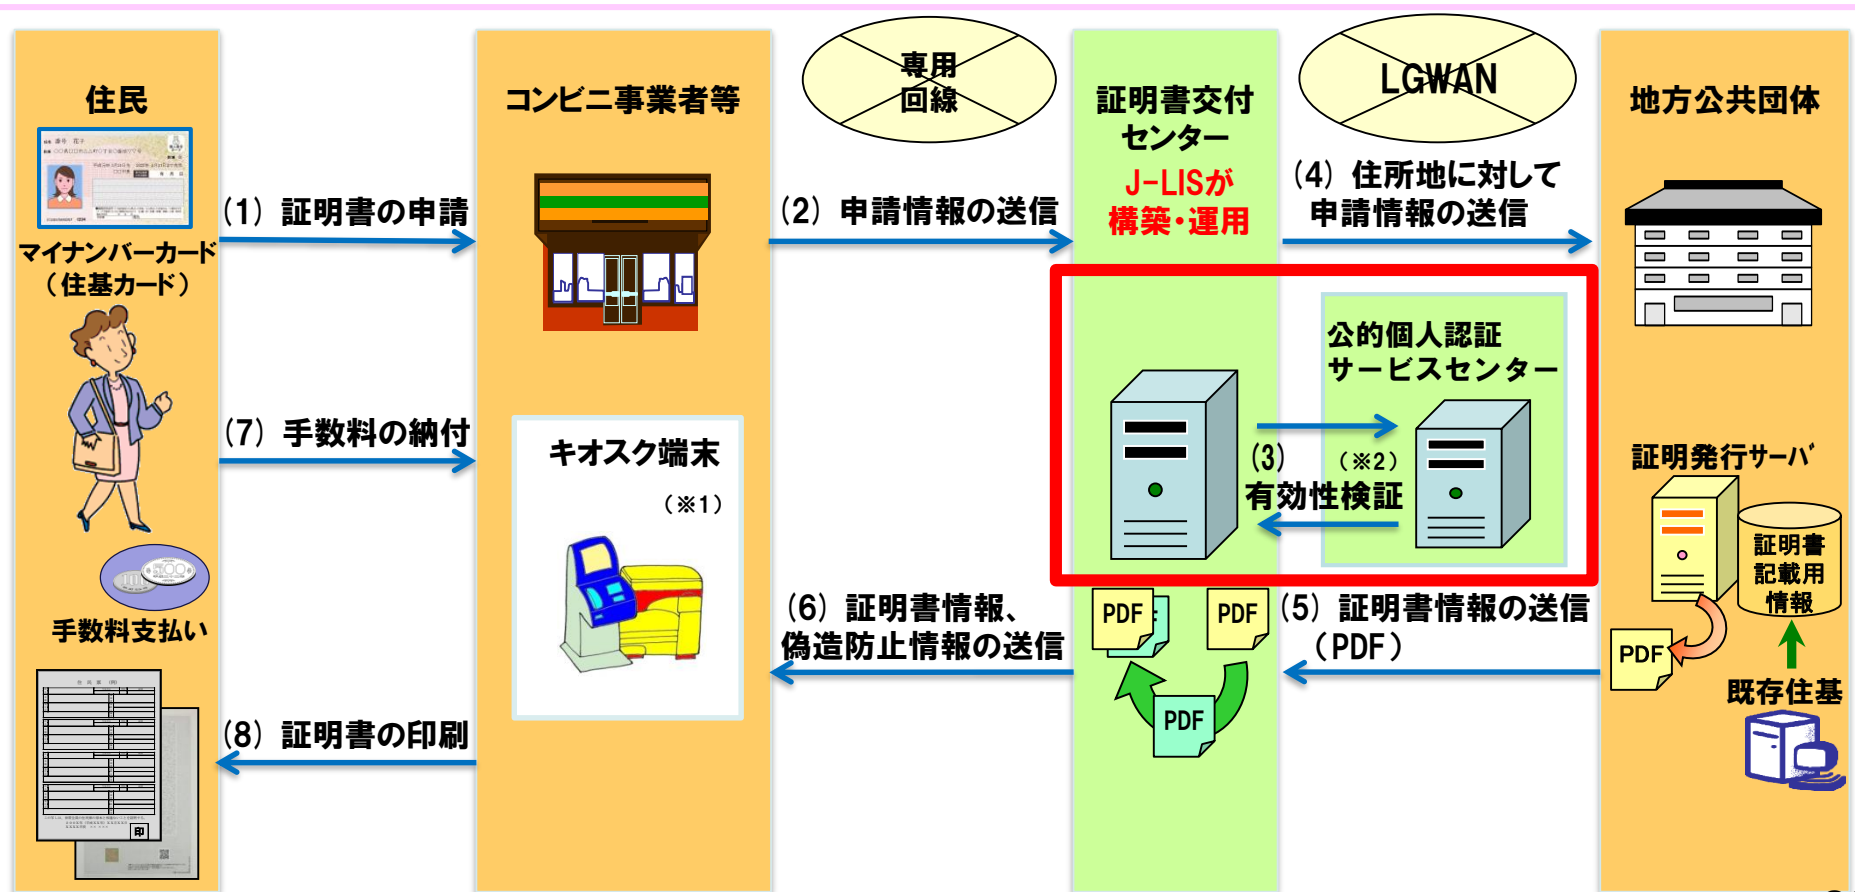 住民
マイナンバーカード
（住基カード）
手数料支払い
(1) 証明書の申請
(7) 手数料の納付
(8) 証明書の印刷
コンビニ事業者等
キオスク端末
（※1）
専用
回線
(2) 申請情報の送信
(6) 証明書情報、
偽造防止情報の送信
証明書交付
センター
J-LISが
構築・運用
公的個人認証
サービスセンター
(3)
（※2）
有効性検証
PDF
PDF
PDF
LGWAN
(4) 住所地に対して
申請情報の送信
(5) 証明書情報の送信
（PDF）
地方公共団体
証明発行サーバ
証明書
記載用
情報
PDF
既存住基
印